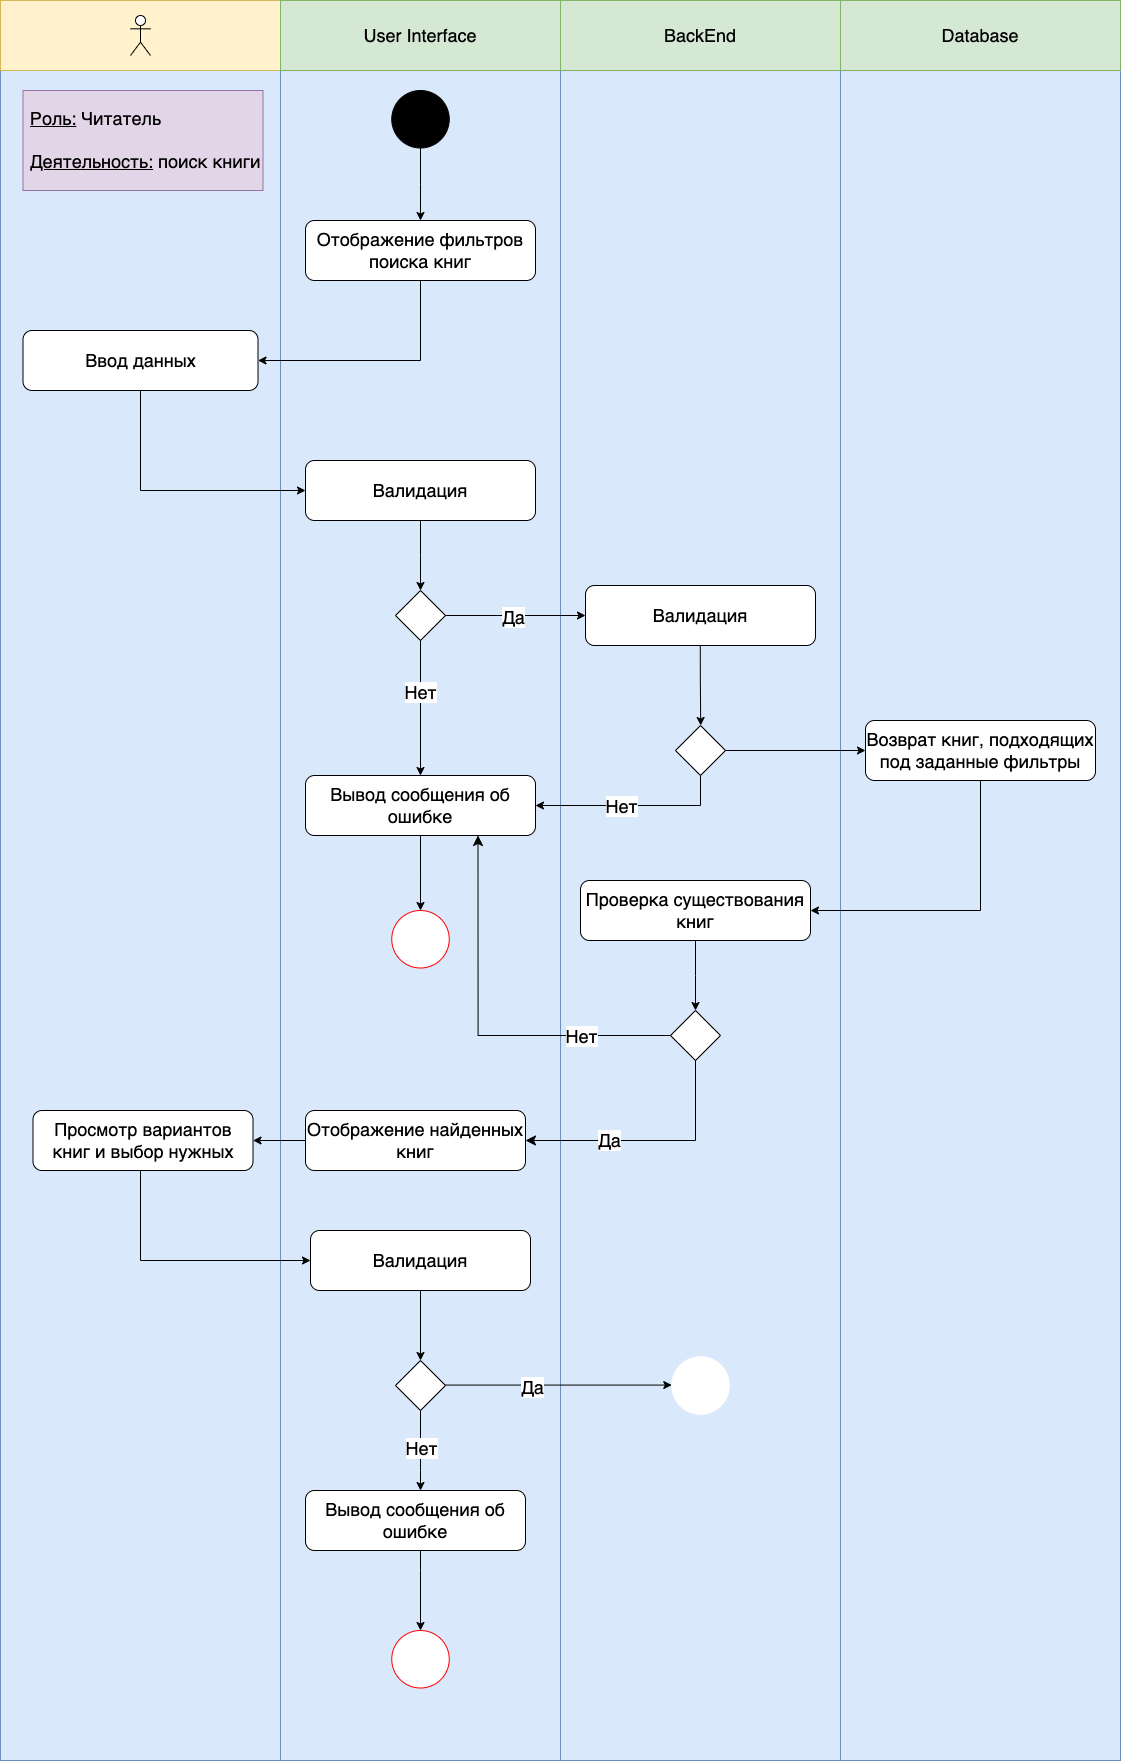 User Interface
BackEnd
Database
Роль: Читатель
Деятельность: поиск книги
Отображение фильтров
поиска книг
Ввод данных
Валидация
Да
Валидация
Нет
Возврат книг, подходящих
под заданные фильтры
Вывод сообщения об
ошибке
Нет
Проверка существования
книг
Нет
Просмотр вариантов
книг и выбор нужных
Отображение найденных
книг
Да
Валидация
Да
Нет
Вывод сообщения об
ошибке